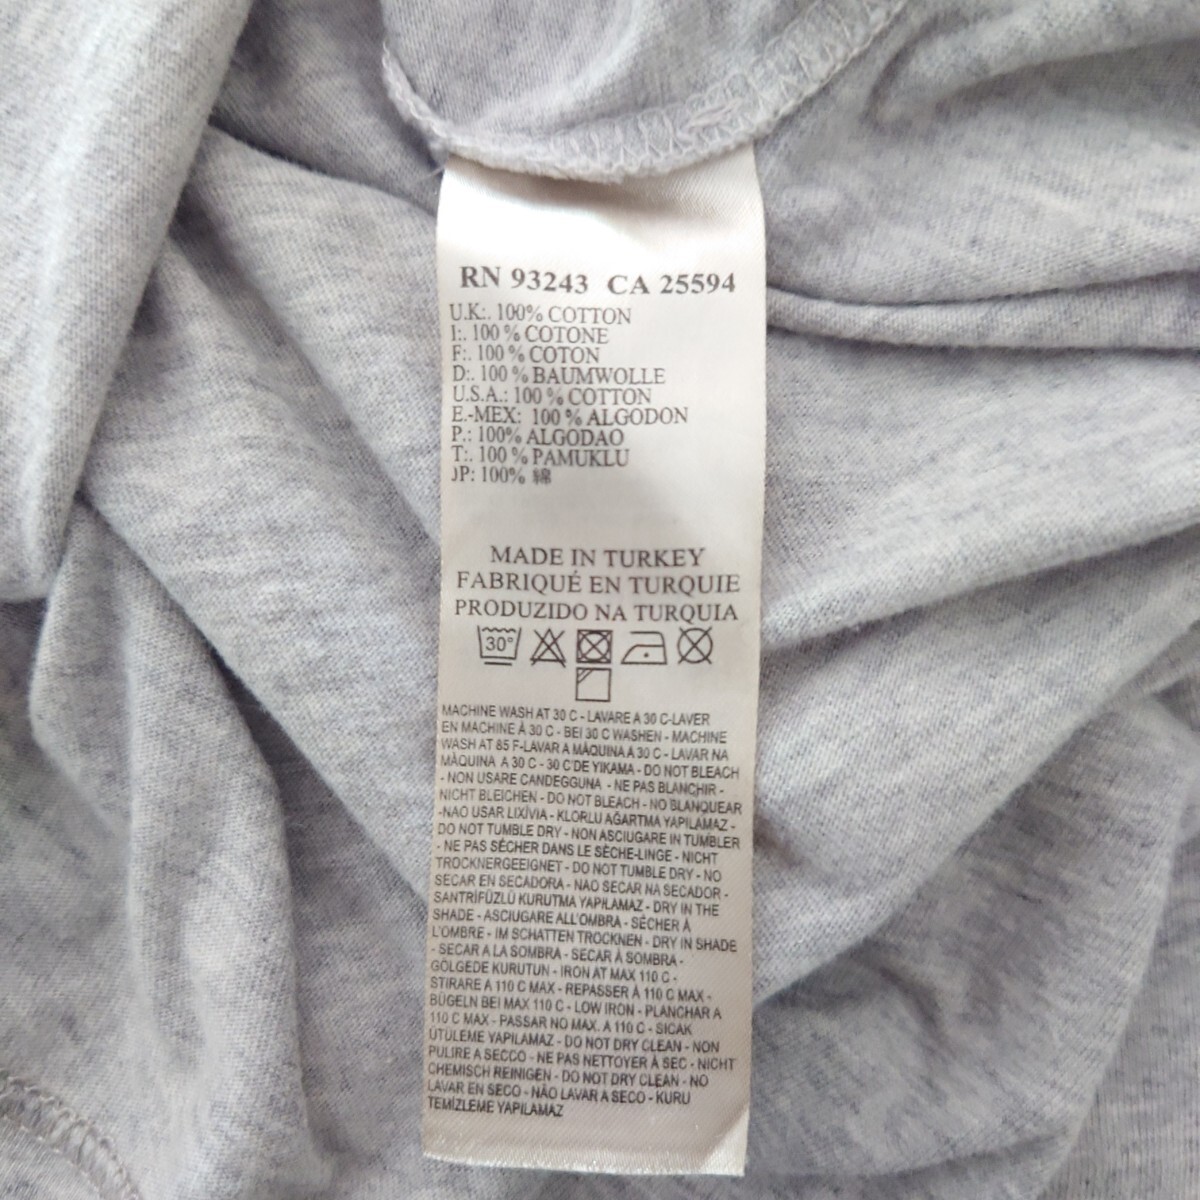 RN 93243 CA 25594
U.K:. 100% COTTON
I:. 100 % COTONE
F:. 100 % COTON
D:. 100 % BAUMWOLLE
U.S.A.: 100 % COTTON
E.-MEX: 100 % ALGODON
P.: 100% ALGODAO
T:. 100 % PAMUKLU
JP: 100% 綿
MADE IN TURKEY
FABRIQUÉ EN TURQUIE
PRODUZIDO NA TURQUIA
30°
MACHINE WASH AT 30 C - LAVARE A 30 C-LAVER
EN MACHINE À 30 C - BEI 30 C WASHEN - MACHINE
WASH AT 85 F-LAVAR A MÁQUINA A 30 C - LAVAR NA
MÁQUINA A 30 C - 30 C'DE YIKAMA - DO NOT BLEACH
- NON USARE CANDEGGUNA - NE PAS BLANCHIR -
NICHT BLEICHEN - DO NOT BLEACH - NO BLANQUEAR
-NAO USAR LIXÍVIA - KLORLU AĞARTMA YAPILAMAZ -
DO NOT TUMBLE DRY - NON ASCIUGARE IN TUMBLER
- NE PAS SÉCHER DANS LE SÈCHE-LINGE - NICHT
TROCKNERGEEIGNET - DO NOT TUMBLE DRY - NO
SECAR EN SECADORA - NAO SECAR NA SECADOR -
SANTRİFÜZLÜ KURUTMA YAPILAMAZ - DRY IN THE
SHADE - ASCIUGARE ALL'OMBRA - SÉCHER À
L'OMBRE - IM SCHATTEN TROCKNEN - DRY IN SHADE
- SECAR A LA SOMBRA - SECAR À SOMBRA -
GÖLGEDE KURUTUN - IRON AT MAX 110 C -
STIRARE A 110 C MAX - REPASSER À 110 C MAX -
BÜGELN BEI MAX 110 C - LOW IRON - PLANCHAR A
110 C MAX - PASSAR NO MAX. A 110 C - SICAK
ÜTÜLEME YAPILAMAZ - DO NOT DRY CLEAN - NON
PULIRE A SECCO - NE PAS NETTOYER À SEC - NICHT
CHEMISCH REINIGEN - DO NOT DRY CLEAN - NO
LAVAR EN SECO - NÃO LAVAR A SECO - KURU
TEMİZLEME YAPILAMAZ